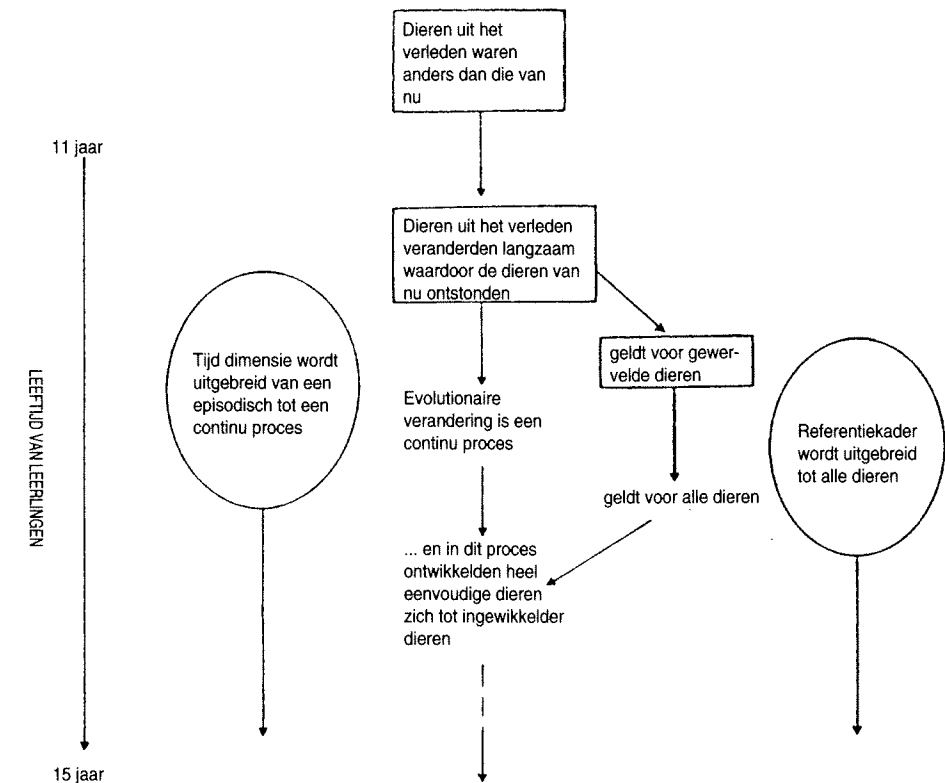 Dieren uit het
verleden waren
anders dan die van
nu
11 jaar
Dieren uit het verleden
veranderden langzaam
waardoor de dieren van
nu ontstonden
Tijd dimensie wordt
uitgebreid van een
episodisch tot een
continu proces
geldt voor gewer-
velde dieren
Evolutionaire
verandering is een
continu proces
Referentiekader
wordt uitgebreid
tot alle dieren
LEEFTIJD VAN LEERLINGEN
geldt voor alle dieren
... en in dit proces
ontwikkelden heel
eenvoudige dieren
zich tot ingewikkelder
dieren
15 jaar